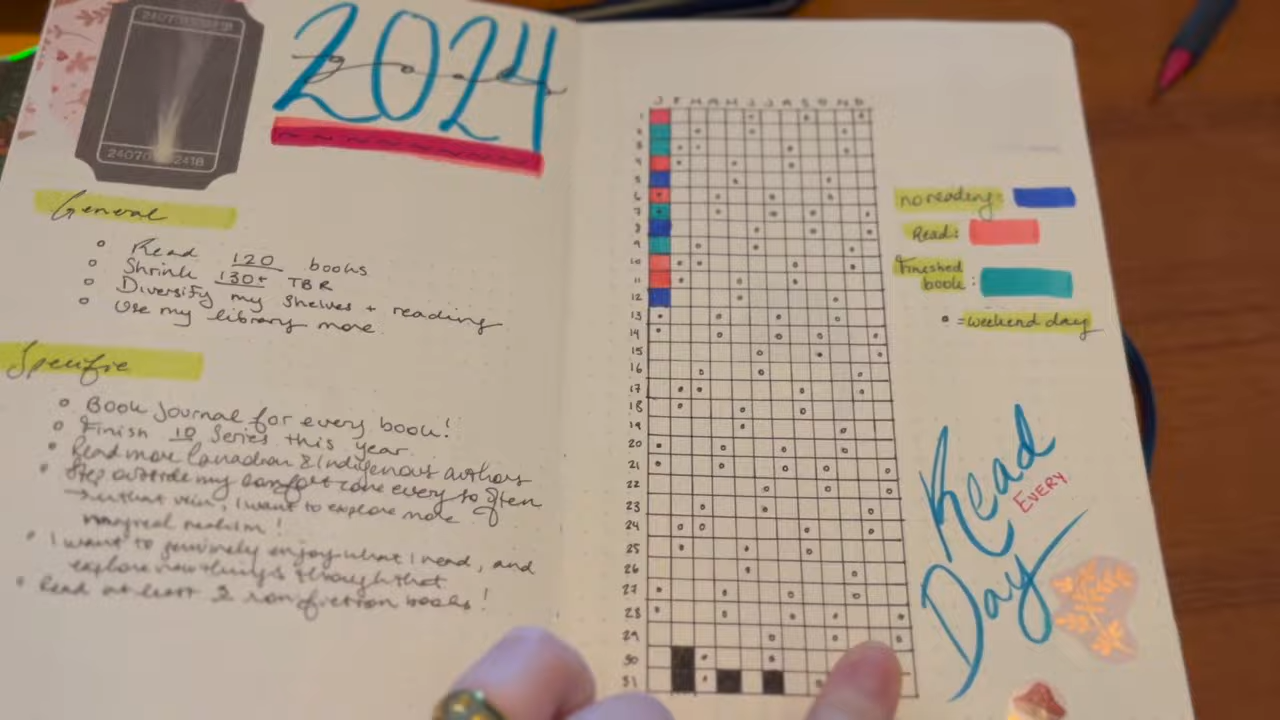 2024
General
Read 120 books
Shrink 130+ TBR
Diversify my shelves + reading
Use my library more
Specific
Book journal for every book!
Finish 10 series this year.
Read more Canadian & Indigenous authors
Step outside my comfort zone every so often
→ in that vein, I want to explore more
magical realism!
I want to genuinely enjoy what I read, and
explore new things through that
Read at least 2 nonfiction books!
J F M A M J J A S O N D
1
2
3
4
5
6
7
8
9
10
11
12
13
14
15
16
17
18
19
20
21
22
23
24
25
26
27
28
29
30
31
no reading:
Read:
Finished
book:
= weekend day
Read
EVERY
Day